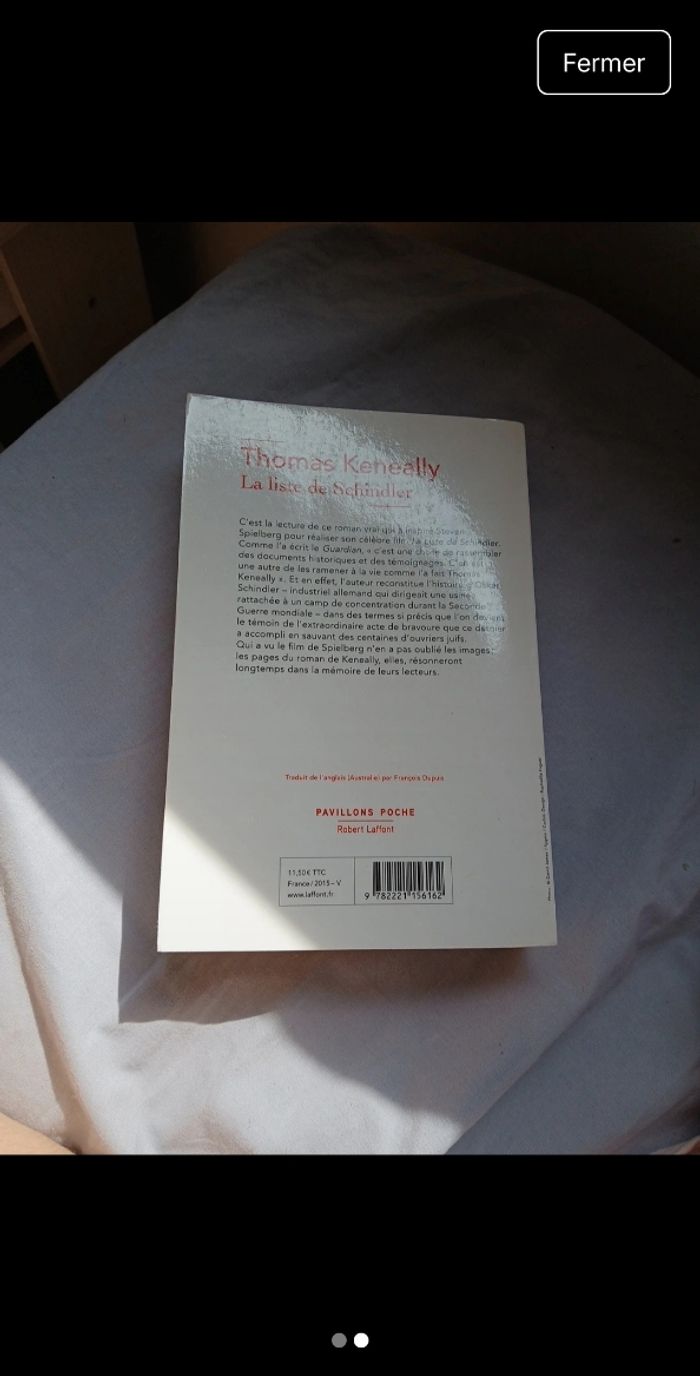 Fermer
Thomas Keneally
La liste de Schindler
C'est la lecture de ce roman vrai qui a inspiré Steven
Spielberg pour réaliser son célèbre film, La Liste de Schindler.
Comme l'a écrit le Guardian, « c'est une chose de rassembler
des documents historiques et des témoignages. C'en est
une autre de les ramener à la vie comme l'a fait Thomas
Keneally ». Et en effet, l'auteur reconstitue l'histoire d'Oskar
Schindler – industriel allemand qui dirigeait une usine
rattachée à un camp de concentration durant la Seconde
Guerre mondiale – dans des termes si précis que l'on devient
le témoin de l'extraordinaire acte de bravoure que ce dernier
a accompli en sauvant des centaines d'ouvriers juifs.
Qui a vu le film de Spielberg n'en a pas oublié les images;
les pages du roman de Keneally, elles, résonneront
longtemps dans la mémoire de leurs lecteurs.
Traduit de l'anglais (Australie) par François Dupuis
PAVILLONS POCHE
Robert Laffont
11,50 € TTC
France / 2015 – V
www.laffont.fr
9 782221 156162